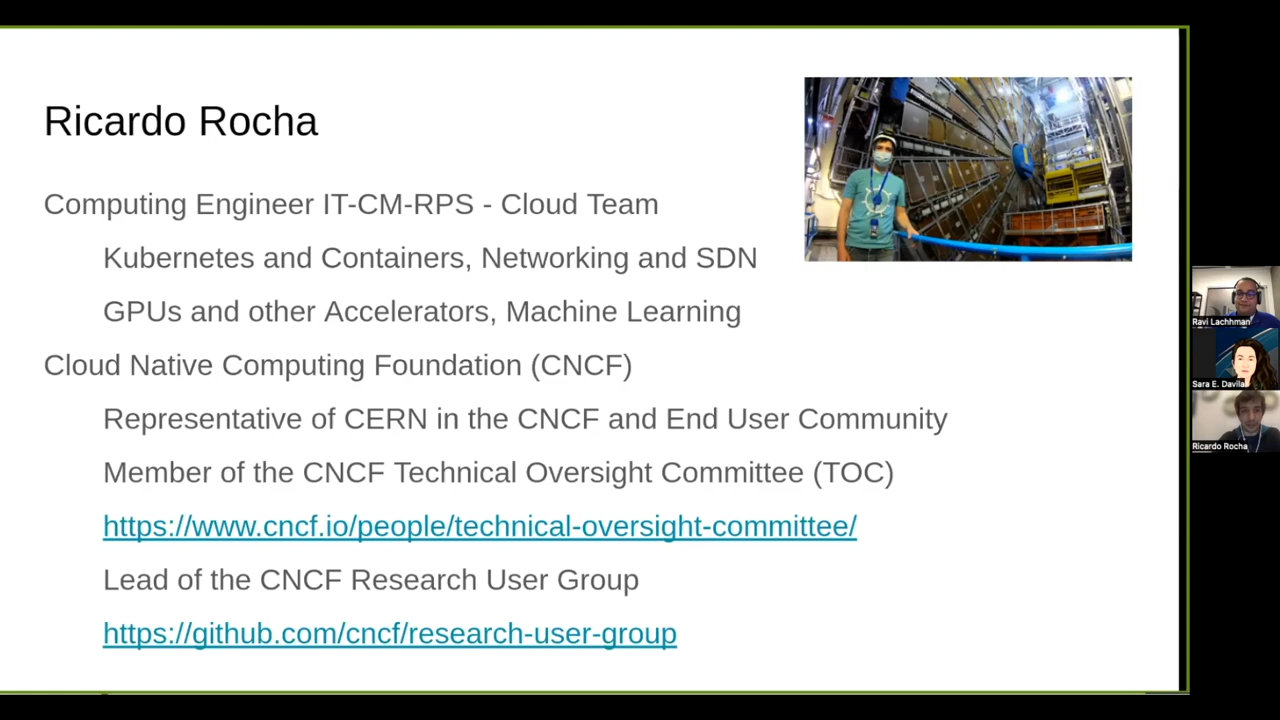 Ricardo Rocha
Computing Engineer IT-CM-RPS - Cloud Team
Kubernetes and Containers, Networking and SDN
GPUs and other Accelerators, Machine Learning
Cloud Native Computing Foundation (CNCF)
Representative of CERN in the CNCF and End User Community
Member of the CNCF Technical Oversight Committee (TOC)
https://www.cncf.io/people/technical-oversight-committee/
Lead of the CNCF Research User Group
https://github.com/cncf/research-user-group
Ravi Lachhman
Sara E. Davila
Ricardo Rocha